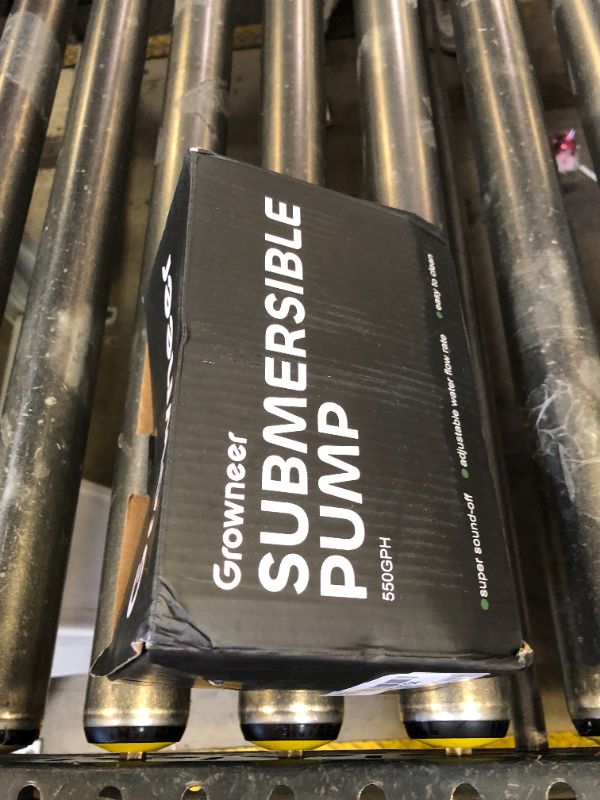 Growneer
SUBMERSIBLE
PUMP
550GPH
super sound-off
adjustable water flow rate
easy to clean